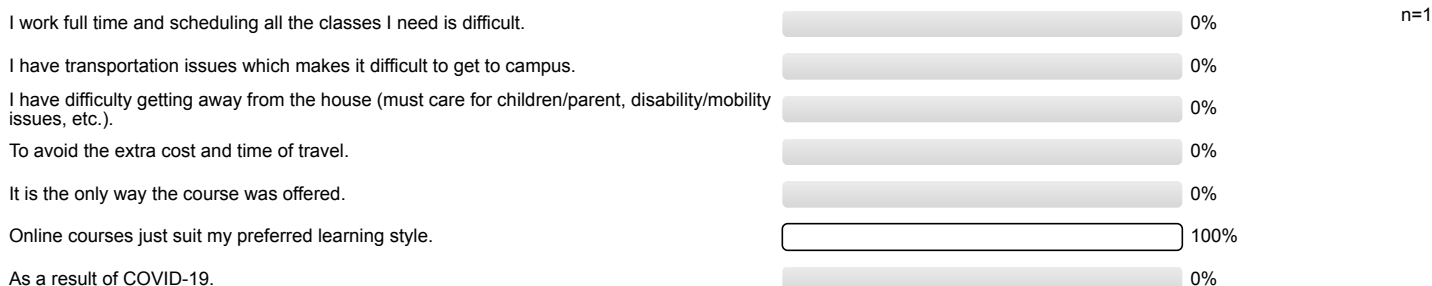 I work full time and scheduling all the classes I need is difficult. 0% n=1
I have transportation issues which makes it difficult to get to campus. 0%
I have difficulty getting away from the house (must care for children/parent, disability/mobility
issues, etc.). 0%
To avoid the extra cost and time of travel. 0%
It is the only way the course was offered. 0%
Online courses just suit my preferred learning style. 100%
As a result of COVID-19. 0%